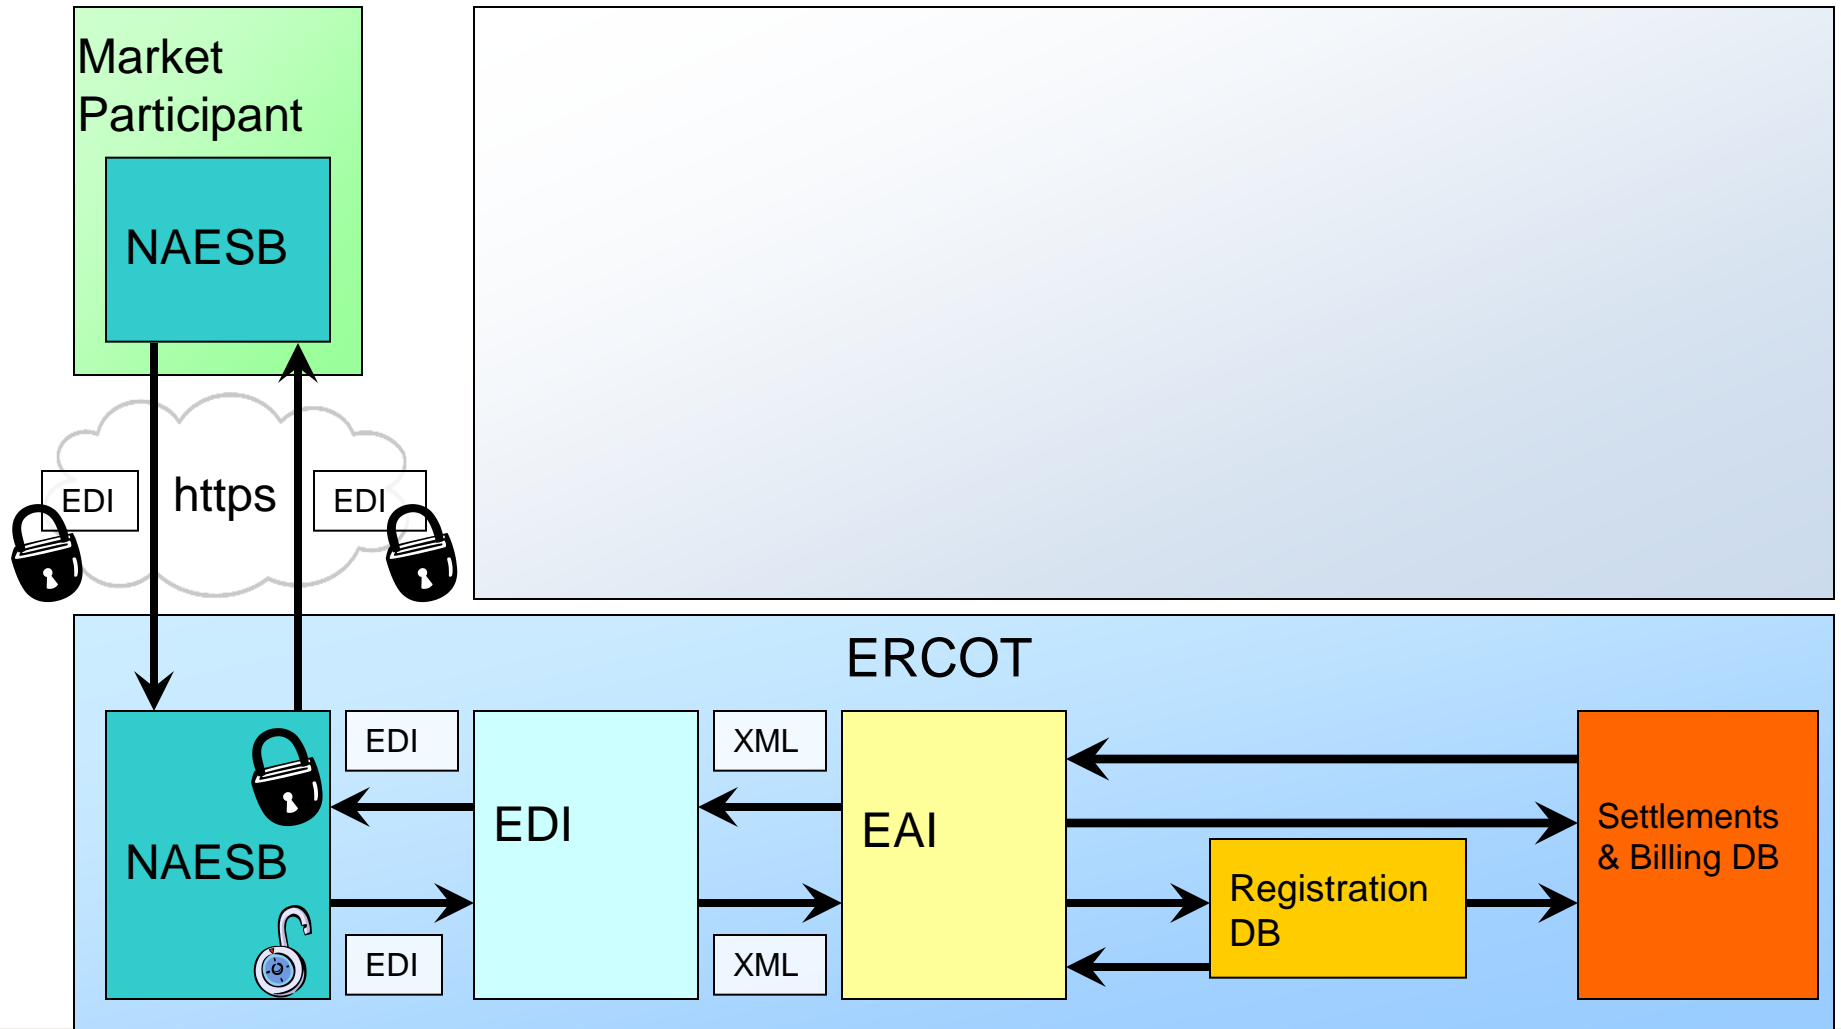 Market
Participant
NAESB
EDI
https
EDI
ERCOT
EDI
XML
NAESB
EDI
EAI
Settlements
& Billing DB
Registration
DB
EDI
XML